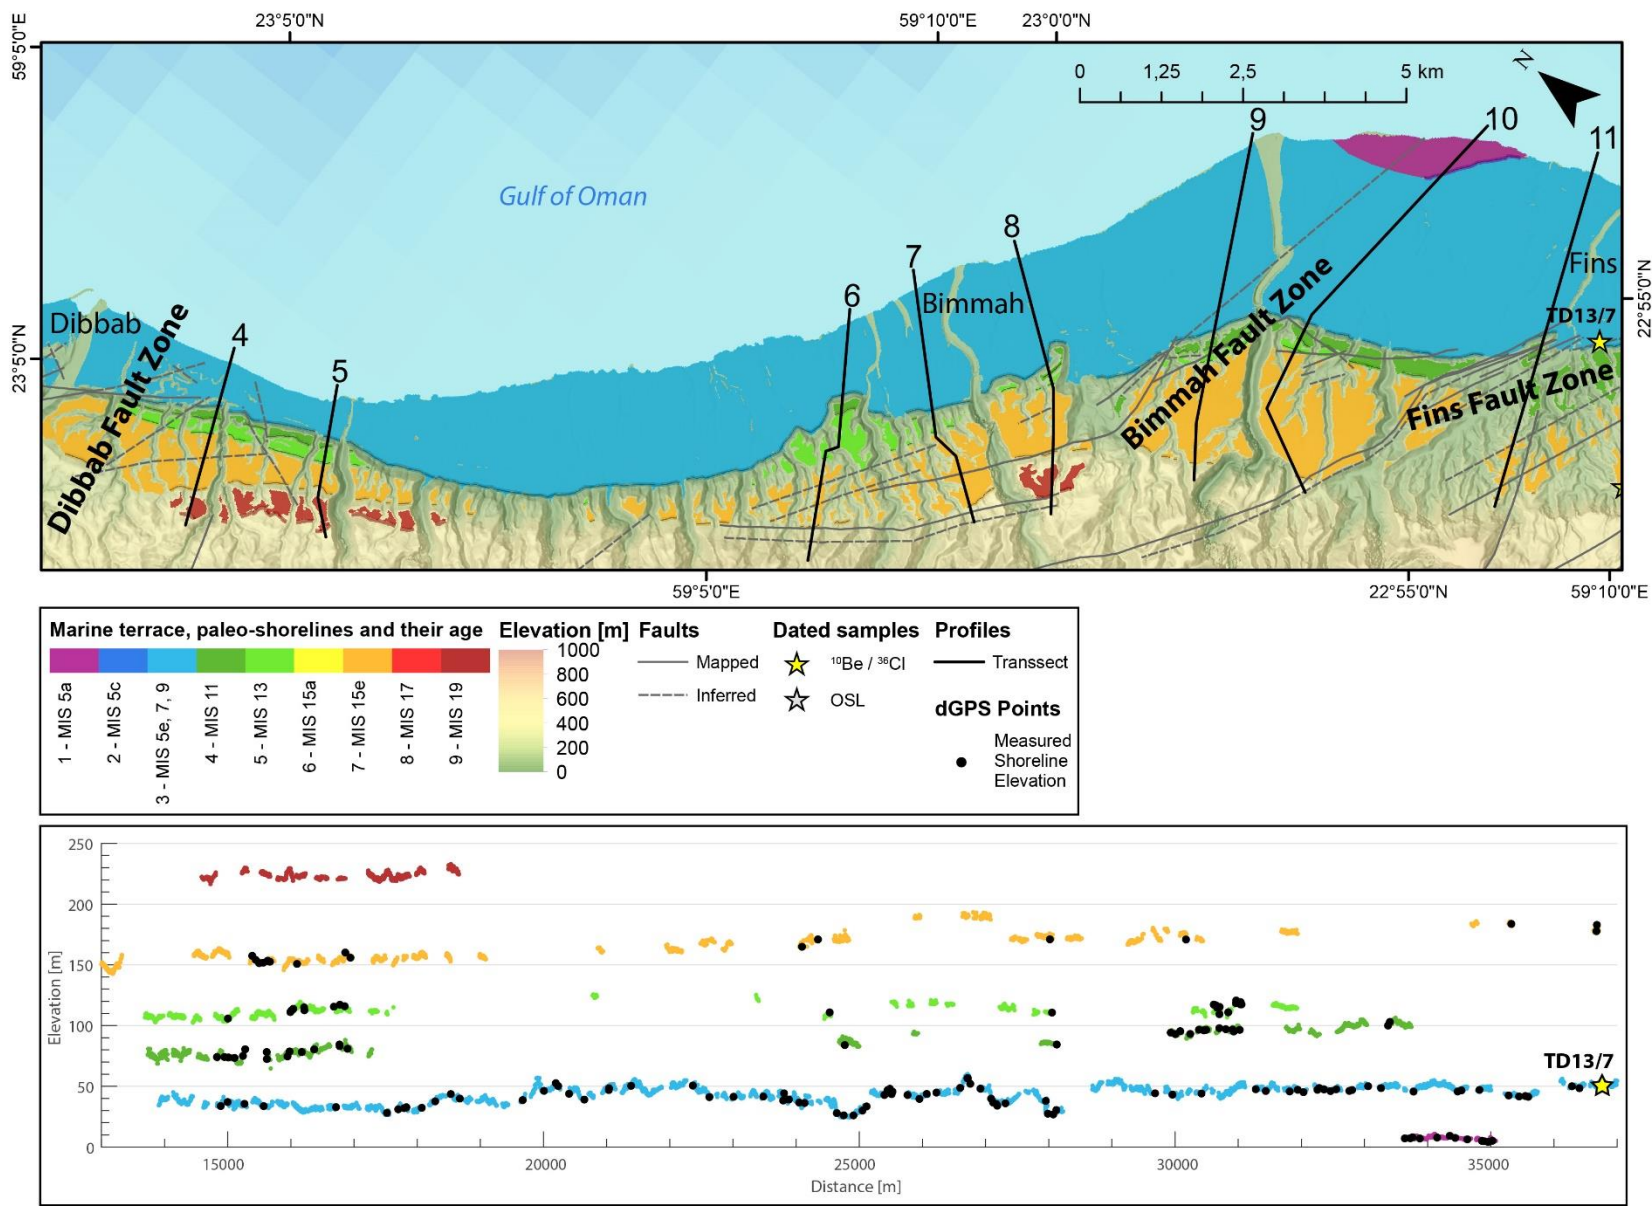 23°5'0"N
59°10'0"E
23°0'0"N
59°5'0"E
0
1,25
2,5
5 km
N
9
10
11
Gulf of Oman
8
7
6
Bimmah
Fins
22°55'0"N
Dibbab
4
5
TD13/7
23°5'0"N
Dibbab Fault Zone
Bimmah Fault Zone
Fins Fault Zone
59°5'0"E
22°55'0"N
59°10'0"E
Marine terrace, paleo-shorelines and their age
1 - MIS 5a
2 - MIS 5c
3 - MIS 5e, 7, 9
4 - MIS 11
5 - MIS 13
6 - MIS 15a
7 - MIS 15e
8 - MIS 17
9 - MIS 19
Elevation [m]
1000
800
600
400
200
0
Faults
Mapped
Inferred
Dated samples
¹⁰Be / ³⁶Cl
OSL
Profiles
Transsect
dGPS Points
Measured
Shoreline
Elevation
250
200
150
100
50
0
Elevation [m]
TD13/7
15000
20000
25000
30000
35000
Distance [m]